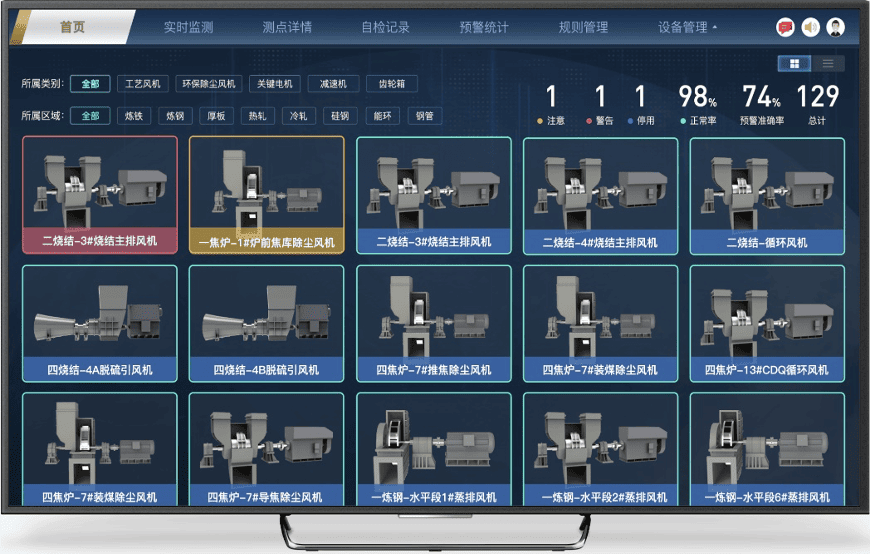 首页 实时监测 测点详情 自检记录 预警统计 规则管理 设备管理
所属类别: 全部 工艺风机 环保除尘风机 关键电机 减速机 齿轮箱
1 1 1 98% 74% 129
注意 警告 停用 正常率 预警准确率 总计
所属区域: 全部 炼铁 炼钢 厚板 热轧 冷轧 硅钢 能环 钢管
二烧结-3#烧结主排风机 一焦炉-1#炉前焦库除尘风机 二烧结-3#烧结主排风机 二烧结-4#烧结主排风机 二烧结-循环风机
四烧结-4A脱硫引风机 四烧结-4B脱硫引风机 四焦炉-7#推焦除尘风机 四焦炉-7#装煤除尘风机 四焦炉-13#CDQ循环风机
四焦炉-7#装煤除尘风机 四焦炉-7#导焦除尘风机 一炼钢-水平段1#蒸排风机 一炼钢-水平段2#蒸排风机 一炼钢-水平段6#蒸排风机